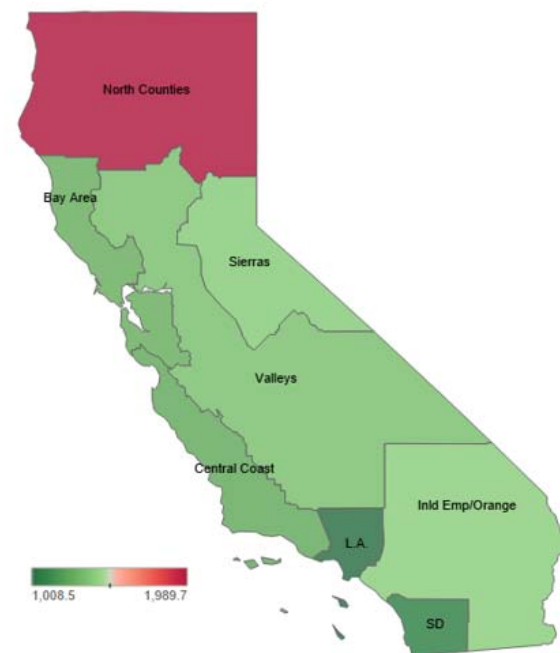 North Counties
Bay Area
Sierras
Valleys
Central Coast
Inld Emp/Orange
L.A.
1,008.5 1,989.7
SD